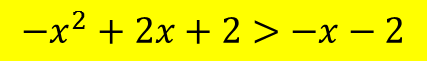 −x² + 2x + 2 > −x − 2